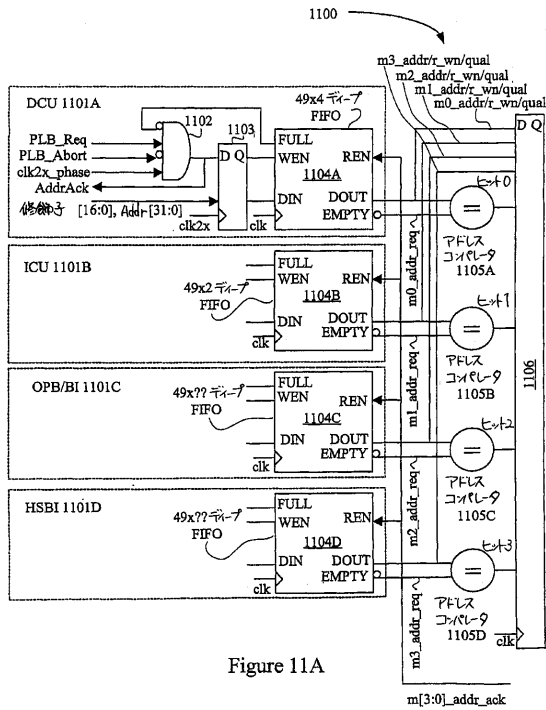 1100
m3_addr/r_wn/qual
m2_addr/r_wn/qual
m1_addr/r_wn/qual
m0_addr/r_wn/qual
DCU 1101A
1102
1103
49x4 ディープ
FIFO
PLB_Req
PLB_Abort
clk2x_phase
AddrAck
修飾子 [16:0], Addr [31:0]
D Q
clk2x
clk
FULL
WEN
REN
1104A
DIN
DOUT
EMPTY
m0_addr_req
D Q
ヒット0
==
アドレス
コンパレータ
1105A
ICU 1101B
49x2 ディープ
FIFO
FULL
WEN
REN
1104B
DIN
DOUT
EMPTY
clk
m1_addr_req
ヒット1
==
アドレス
コンパレータ
1105B
1106
OPB/BI 1101C
49x?? ディープ
FIFO
FULL
WEN
REN
1104C
DIN
DOUT
EMPTY
clk
m2_addr_req
ヒット2
==
アドレス
コンパレータ
1105C
HSBI 1101D
49x?? ディープ
FIFO
FULL
WEN
REN
1104D
DIN
DOUT
EMPTY
clk
m3_addr_req
ヒット3
==
アドレス
コンパレータ
1105D
clk
Figure 11A
m[3:0]_addr_ack